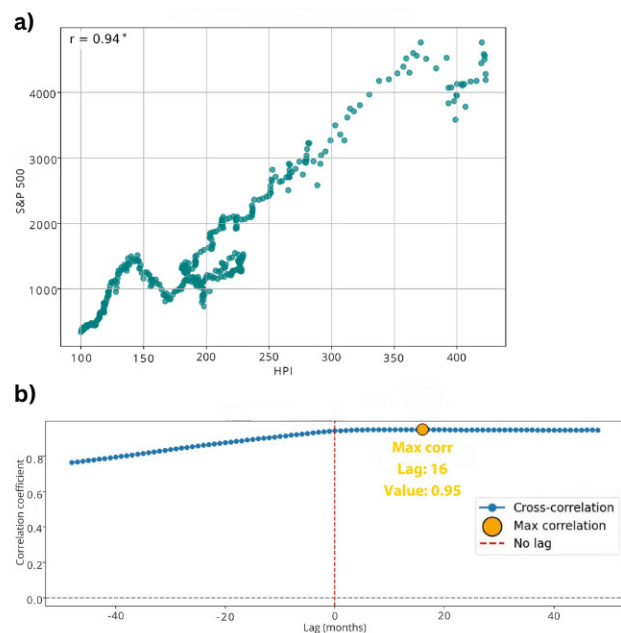 a)
r = 0.94*
S&P 500
4000
3000
2000
1000
100 150 200 250 300 350 400
HPI
b)
Correlation coefficient
0.8
0.6
0.4
0.2
0.0
Max corr
Lag: 16
Value: 0.95
Cross-correlation
Max correlation
No lag
-40 -20 0 20 40
Lag (months)